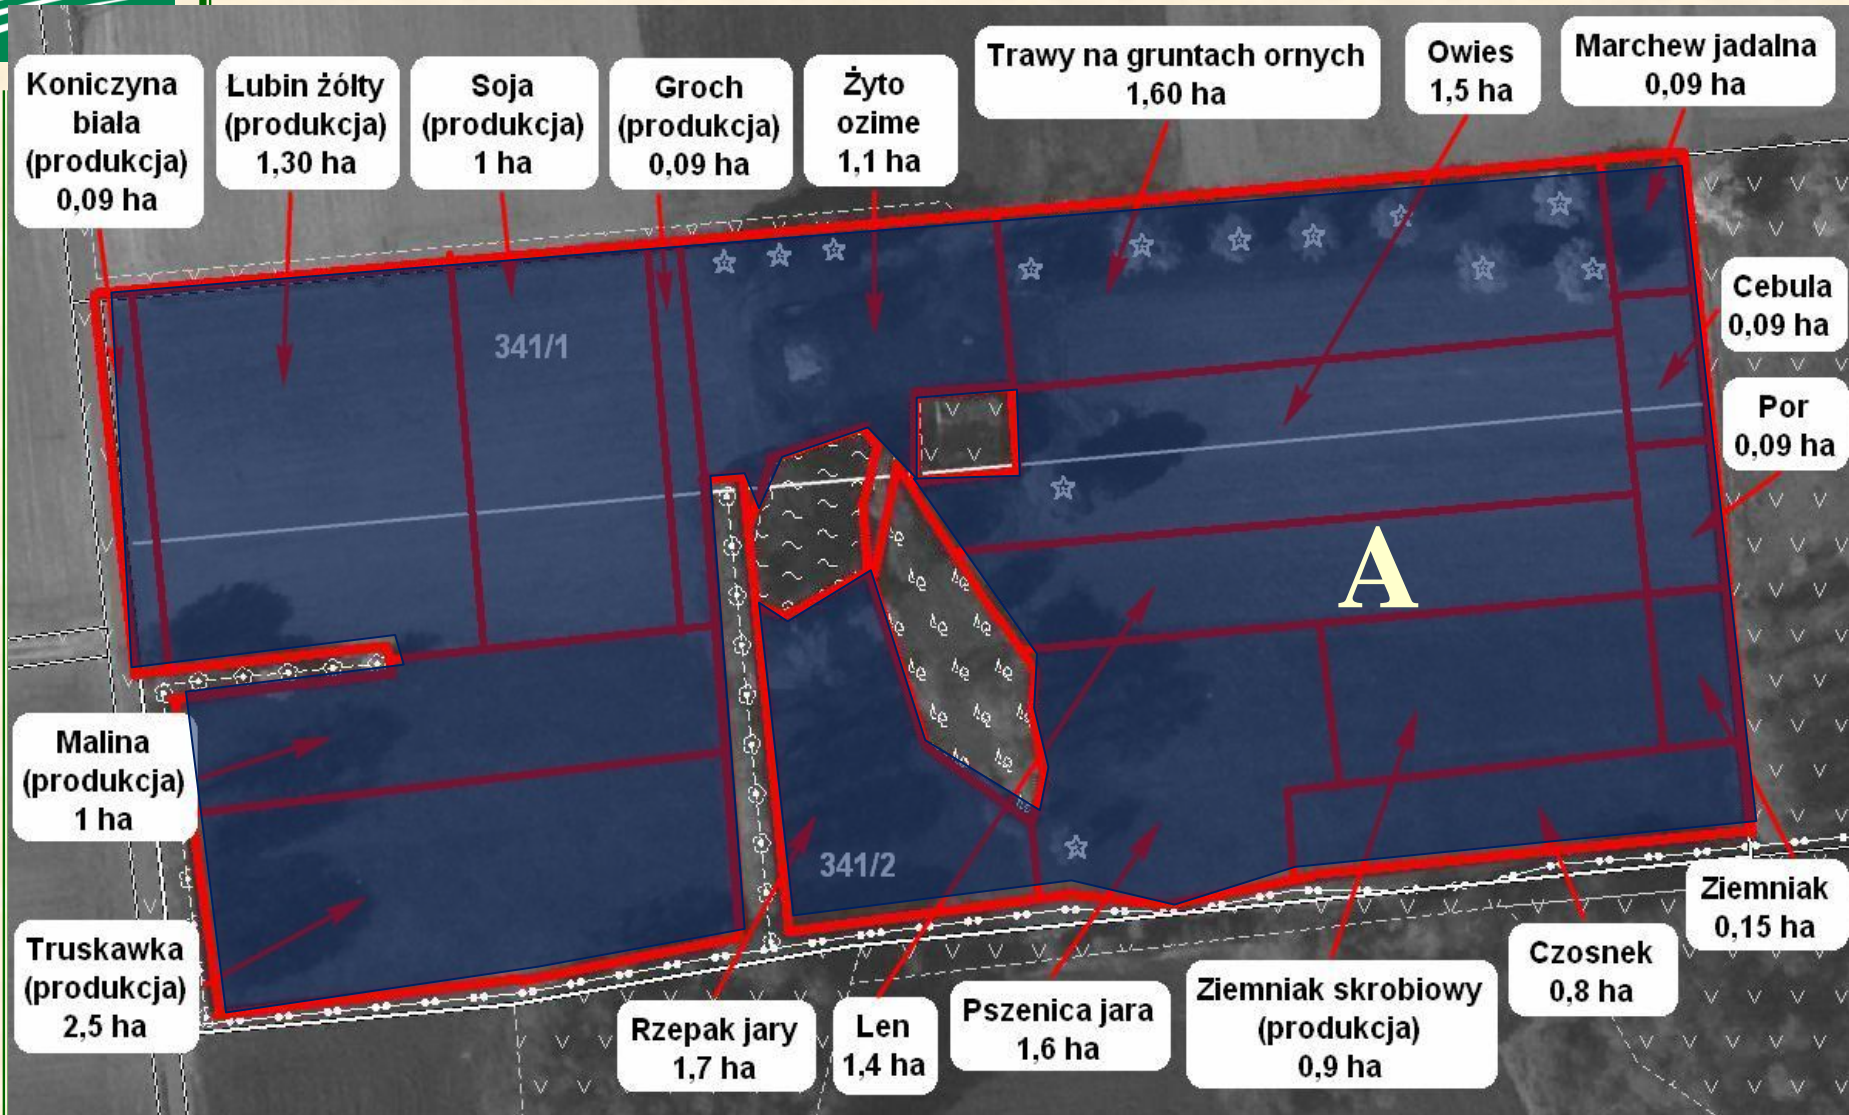 Koniczyna
biała
(produkcja)
0,09 ha
Łubin żółty
(produkcja)
1,30 ha
Soja
(produkcja)
1 ha
Groch
(produkcja)
0,09 ha
Żyto
ozime
1,1 ha
Trawy na gruntach ornych
1,60 ha
Owies
1,5 ha
Marchew jadalna
0,09 ha
Cebula
0,09 ha
Por
0,09 ha
341/1
A
341/2
Malina
(produkcja)
1 ha
Truskawka
(produkcja)
2,5 ha
Rzepak jary
1,7 ha
Len
1,4 ha
Pszenica jara
1,6 ha
Ziemniak skrobiowy
(produkcja)
0,9 ha
Czosnek
0,8 ha
Ziemniak
0,15 ha